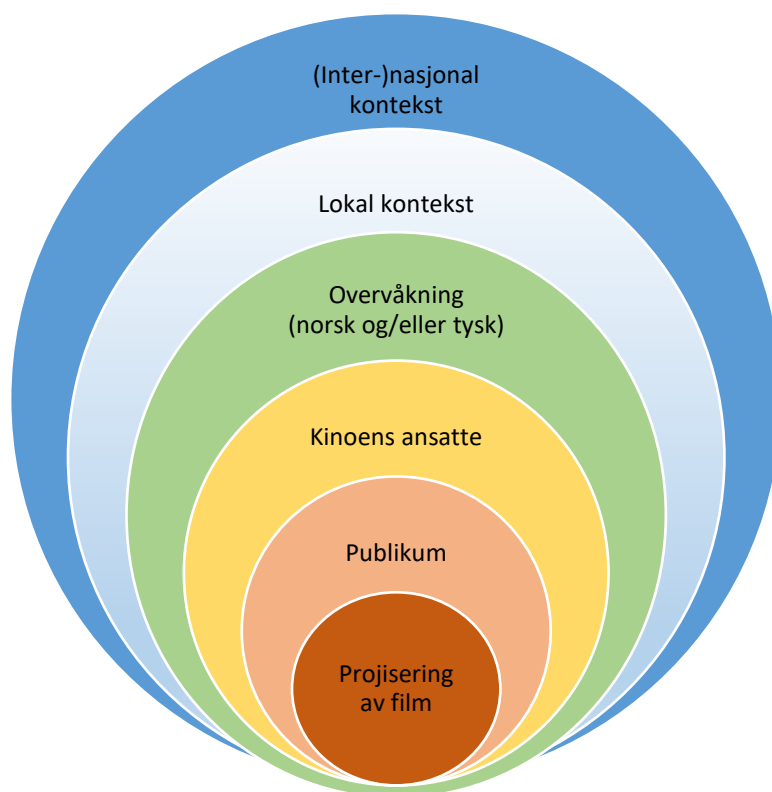 (Inter-)nasjonal
kontekst
Lokal kontekst
Overvåkning
(norsk og/eller tysk)
Kinoens ansatte
Publikum
Projisering
av film